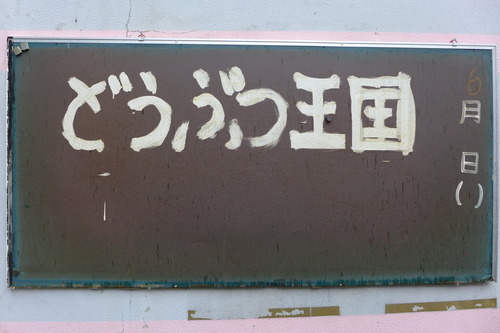 どうぶつ王国
6月 日( )